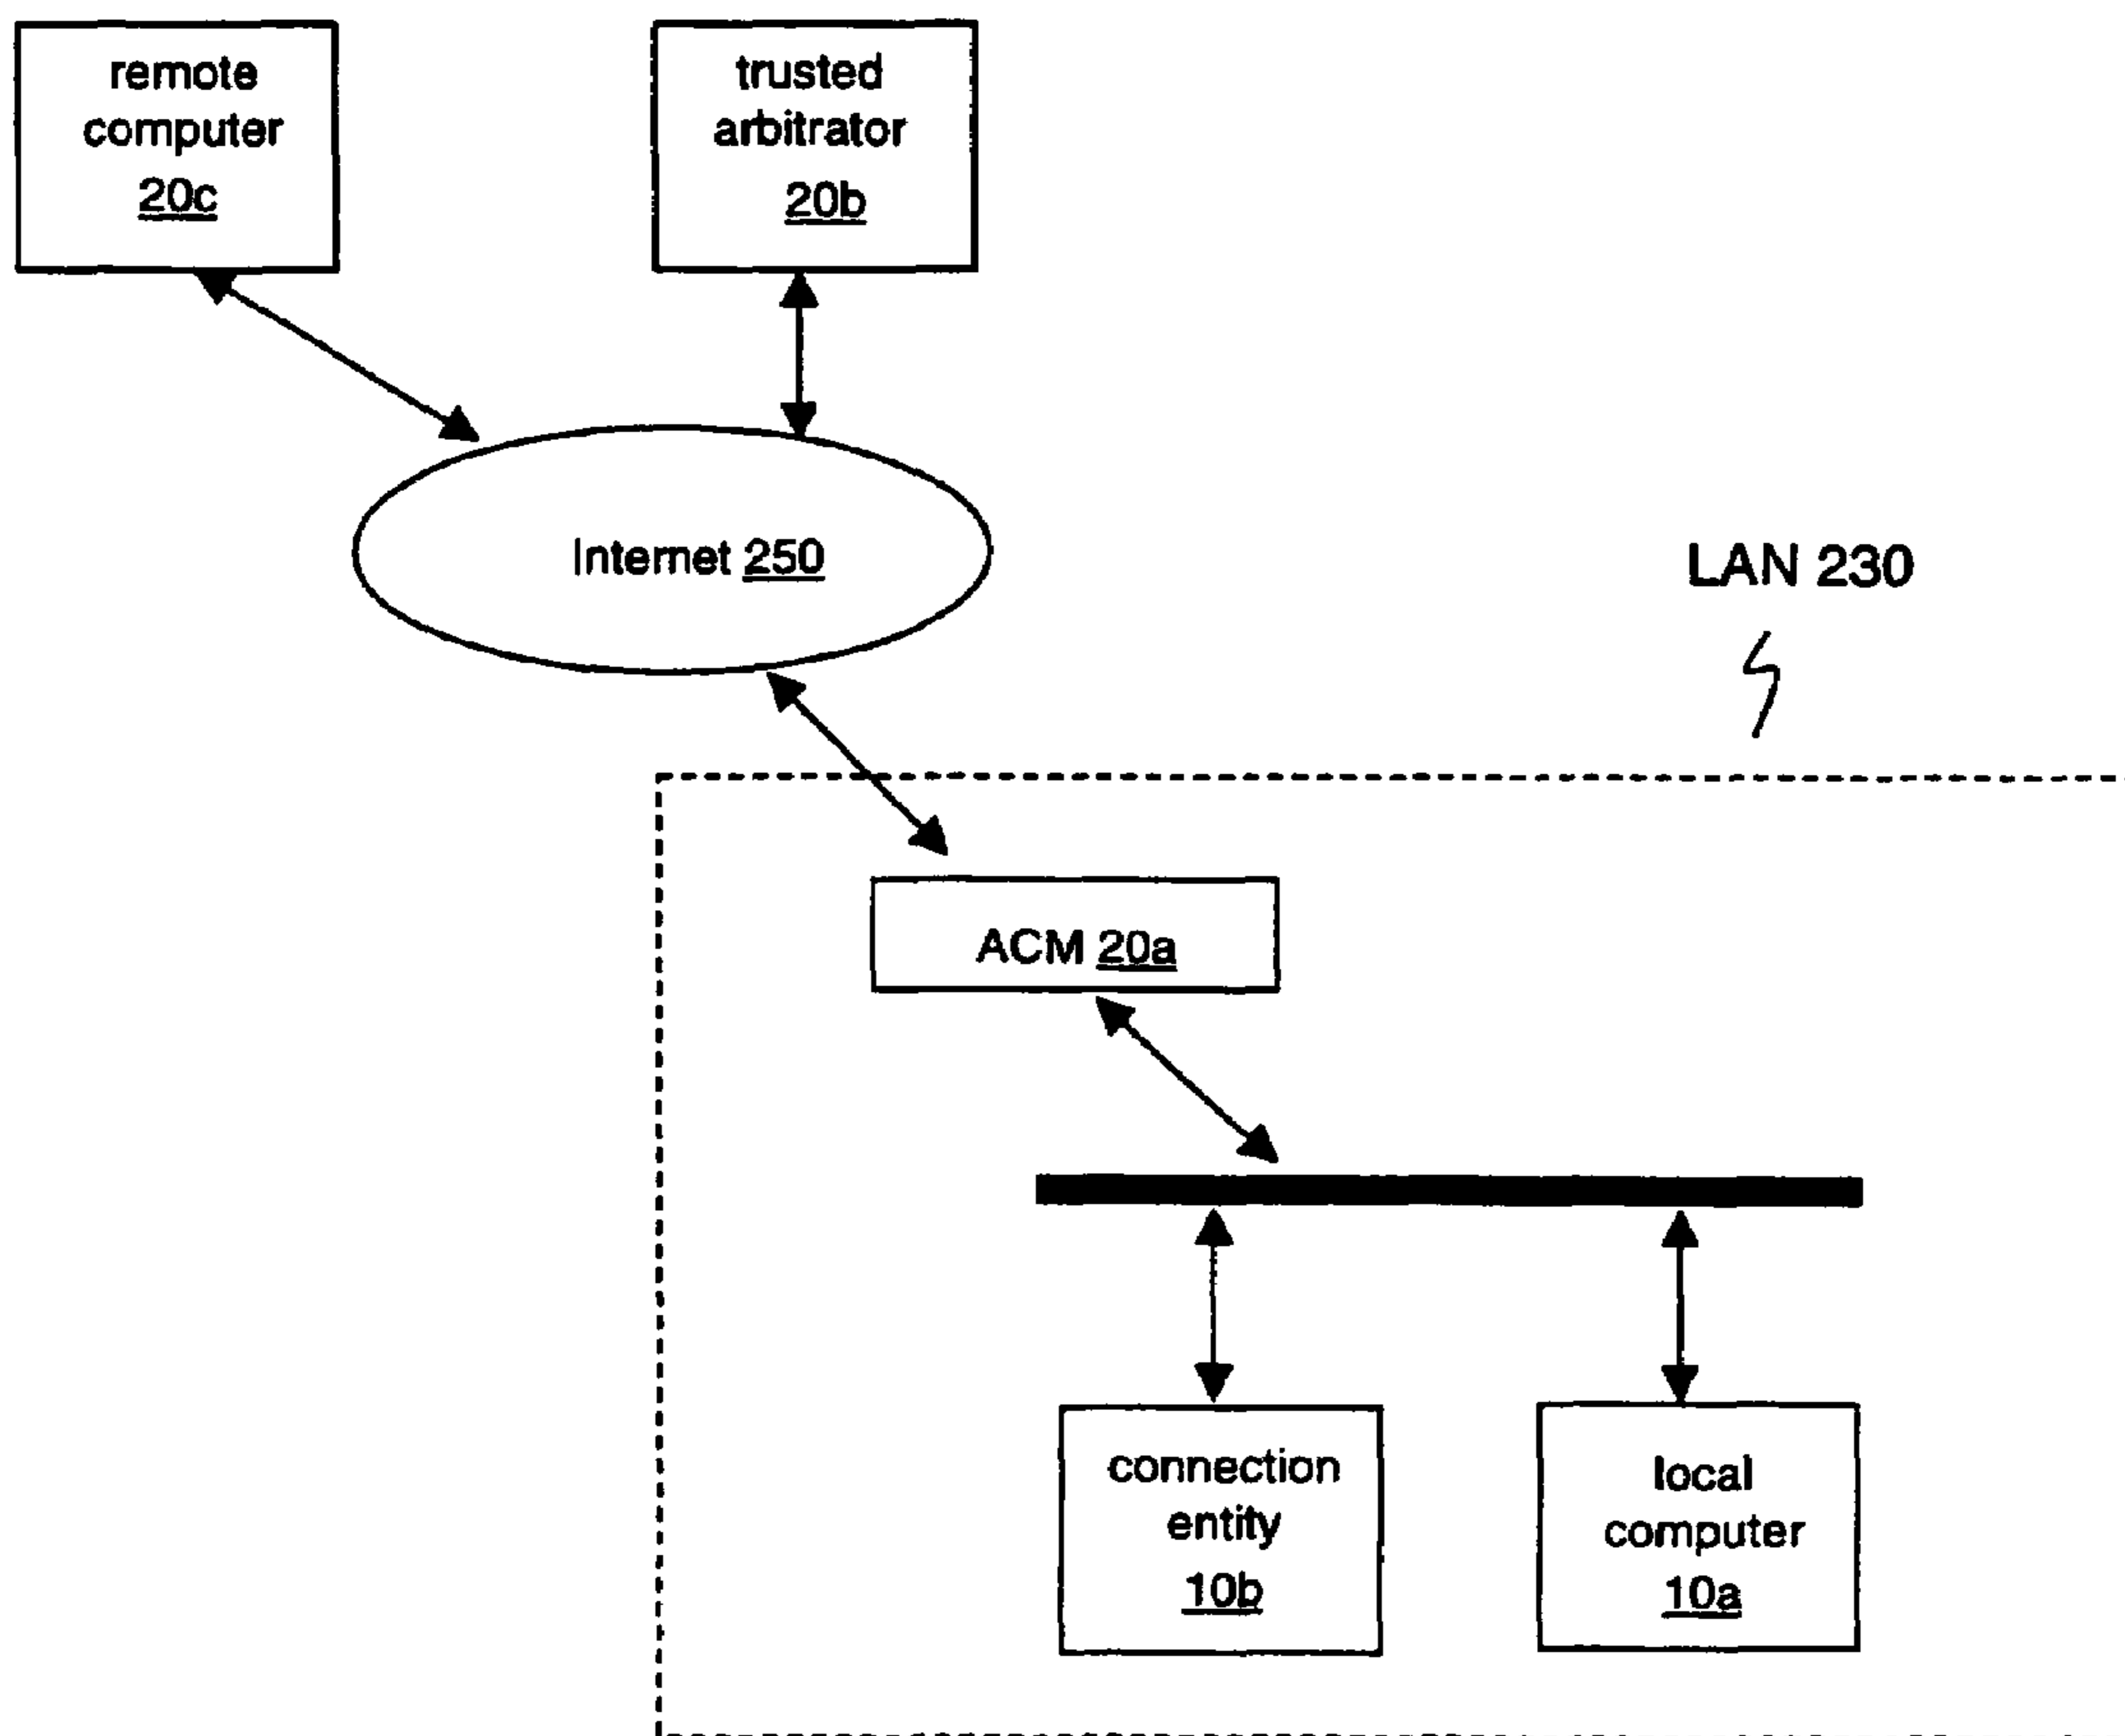 remote
computer
20c
trusted
arbitrator
20b
Internet 250
LAN 230
ACM 20a
connection
entity
10b
local
computer
10a